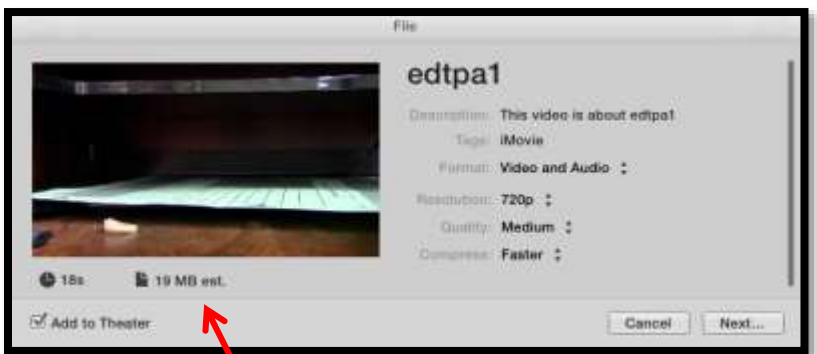 File
edtpa1
Description: This video is about edtpa1
Tags: iMovie
Format: Video and Audio
Resolution: 720p
Quality: Medium
Compress: Faster
18s 19 MB est.
Add to Theater Cancel Next...